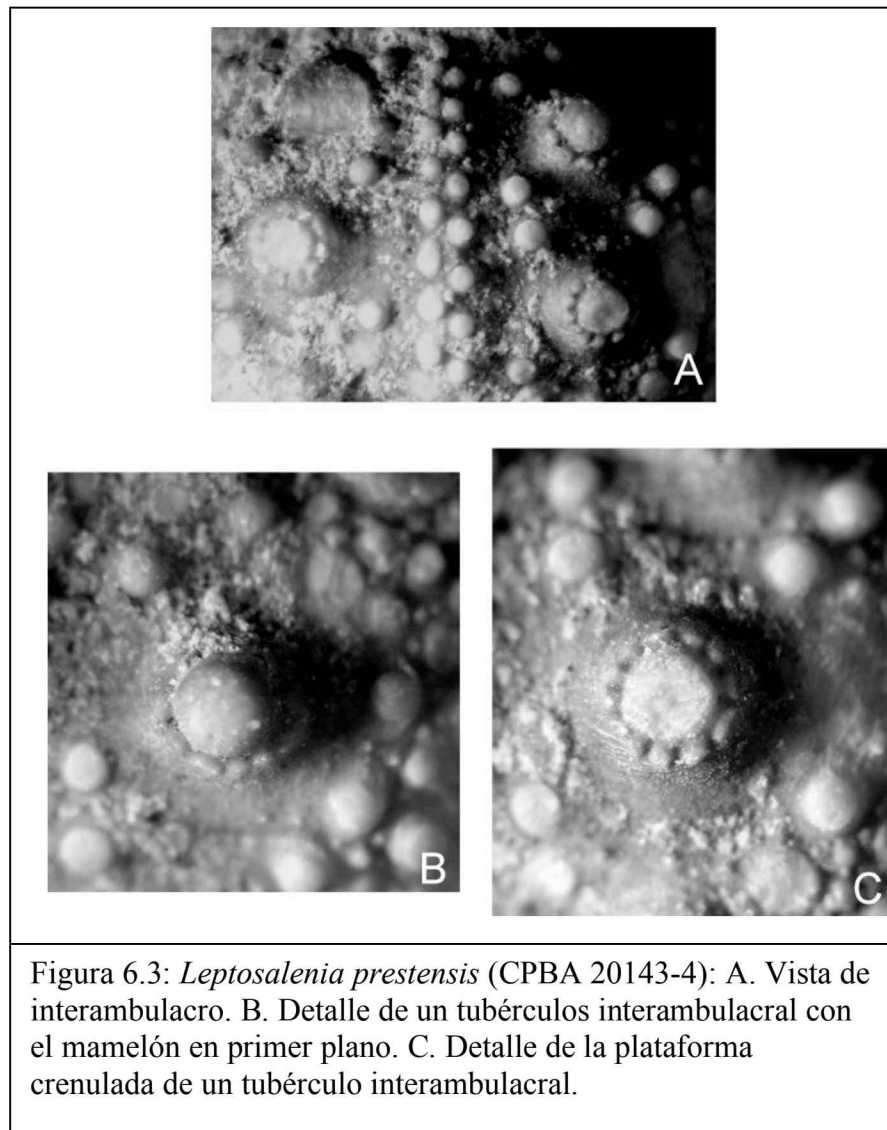 A
B
C
Figura 6.3: Leptosalenia prestensis (CPBA 20143-4): A. Vista de
interambulacro. B. Detalle de un tubérculos interambulacral con
el mamelón en primer plano. C. Detalle de la plataforma
crenulada de un tubérculo interambulacral.